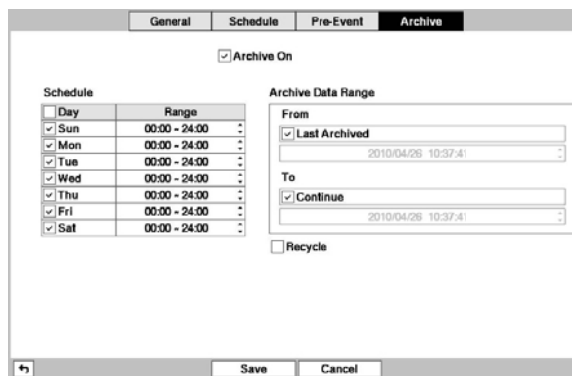 General Schedule Pre-Event Archive
Archive On
Schedule
Day Range
Sun 00:00 - 24:00
Mon 00:00 - 24:00
Tue 00:00 - 24:00
Wed 00:00 - 24:00
Thu 00:00 - 24:00
Fri 00:00 - 24:00
Sat 00:00 - 24:00
Archive Data Range
From
Last Archived
2010/04/26 10:37:41
To
Continue
2010/04/26 10:37:41
Recycle
Save Cancel